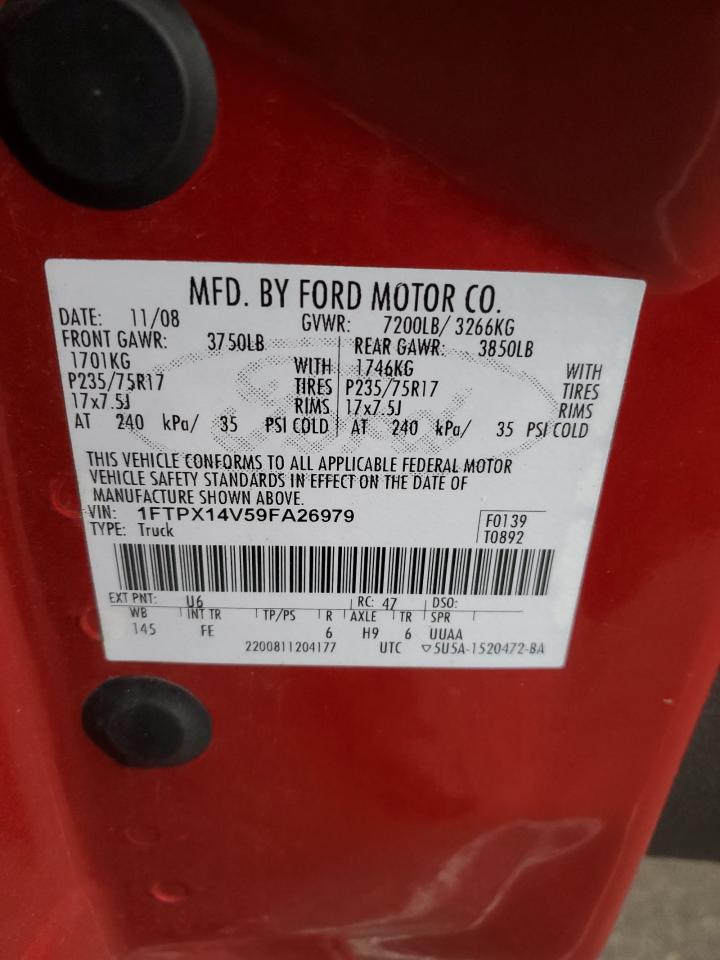 MFD. BY FORD MOTOR CO.
DATE: 11/08 GVWR: 7200LB/ 3266KG
FRONT GAWR: 3750LB REAR GAWR: 3850LB
1701KG WITH 1746KG WITH
P235/75R17 TIRES P235/75R17 TIRES
17x7.5J RIMS 17x7.5J RIMS
AT 240 kPa/ 35 PSI COLD AT 240 kPa/ 35 PSI COLD
THIS VEHICLE CONFORMS TO ALL APPLICABLE FEDERAL MOTOR
VEHICLE SAFETY STANDARDS IN EFFECT ON THE DATE OF
MANUFACTURE SHOWN ABOVE.
VIN: 1FTPX14V59FA26979 F0139
TYPE: Truck T0892
EXT PNT: U6 RC: 47 DSO:
WB INT TR TP/PS R AXLE TR SPR
145 FE 6 H9 6 UUAA
2200811204177 UTC ▽5U5A-1520472-BA